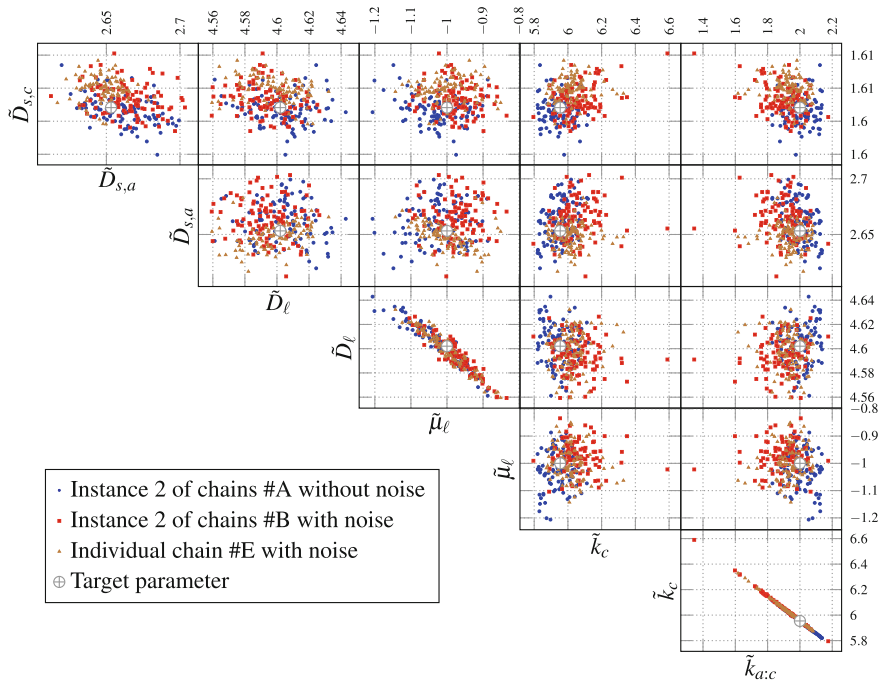 2.65 2.7 4.56 4.58 4.6 4.62 4.64 −1.2 −1.1 −1 −0.9 −0.8 5.8 6 6.2 6.4 6.6 1.4 1.6 1.8 2 2.2
D̃s,c
1.61
1.61
1.6
1.6
D̃s,a
D̃s,a
2.7
2.65
D̃ℓ
D̃ℓ
4.64
4.62
4.6
4.58
4.56
μ̃ℓ
μ̃ℓ
−0.8
−0.9
−1
−1.1
−1.2
k̃c
k̃c
6.6
6.4
6.2
6
5.8
k̃a:c
Instance 2 of chains #A without noise
Instance 2 of chains #B with noise
Individual chain #E with noise
Target parameter